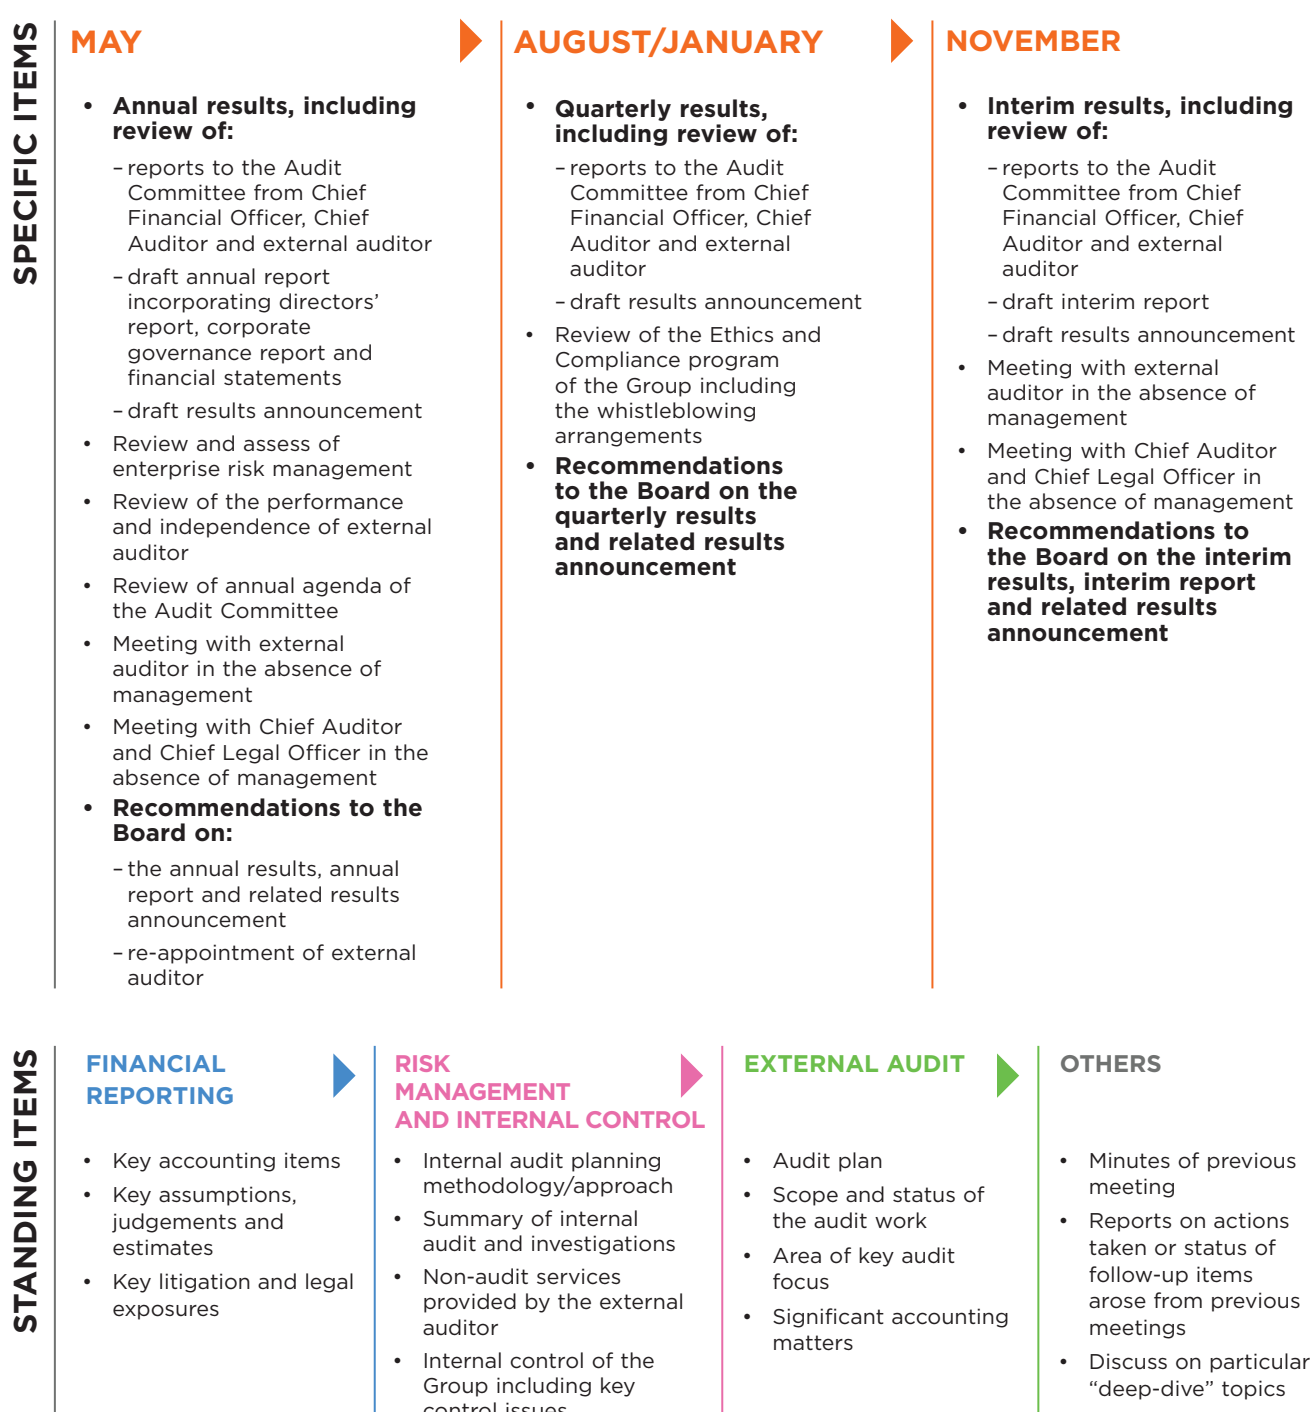 SPECIFIC ITEMS
MAY
• Annual results, including
review of:
– reports to the Audit
Committee from Chief
Financial Officer, Chief
Auditor and external auditor
– draft annual report
incorporating directors’
report, corporate
governance report and
financial statements
– draft results announcement
• Review and assess of
enterprise risk management
• Review of the performance
and independence of external
auditor
• Review of annual agenda of
the Audit Committee
• Meeting with external
auditor in the absence of
management
• Meeting with Chief Auditor
and Chief Legal Officer in the
absence of management
• Recommendations to the
Board on:
– the annual results, annual
report and related results
announcement
– re-appointment of external
auditor
AUGUST/JANUARY
• Quarterly results,
including review of:
– reports to the Audit
Committee from Chief
Financial Officer, Chief
Auditor and external
auditor
– draft results announcement
• Review of the Ethics and
Compliance program
of the Group including
the whistleblowing
arrangements
• Recommendations
to the Board on the
quarterly results
and related results
announcement
NOVEMBER
• Interim results, including
review of:
– reports to the Audit
Committee from Chief
Financial Officer, Chief
Auditor and external
auditor
– draft interim report
– draft results announcement
• Meeting with external
auditor in the absence of
management
• Meeting with Chief Auditor
and Chief Legal Officer in
the absence of management
• Recommendations to
the Board on the interim
results, interim report
and related results
announcement
STANDING ITEMS
FINANCIAL
REPORTING
• Key accounting items
• Key assumptions,
judgements and
estimates
• Key litigation and legal
exposures
RISK
MANAGEMENT
AND INTERNAL CONTROL
• Internal audit planning
methodology/approach
• Summary of internal
audit and investigations
• Non-audit services
provided by the external
auditor
• Internal control of the
Group including key
control issues
EXTERNAL AUDIT
• Audit plan
• Scope and status of
the audit work
• Area of key audit
focus
• Significant accounting
matters
OTHERS
• Minutes of previous
meeting
• Reports on actions
taken or status of
follow-up items
arose from previous
meetings
• Discuss on particular
“deep-dive” topics